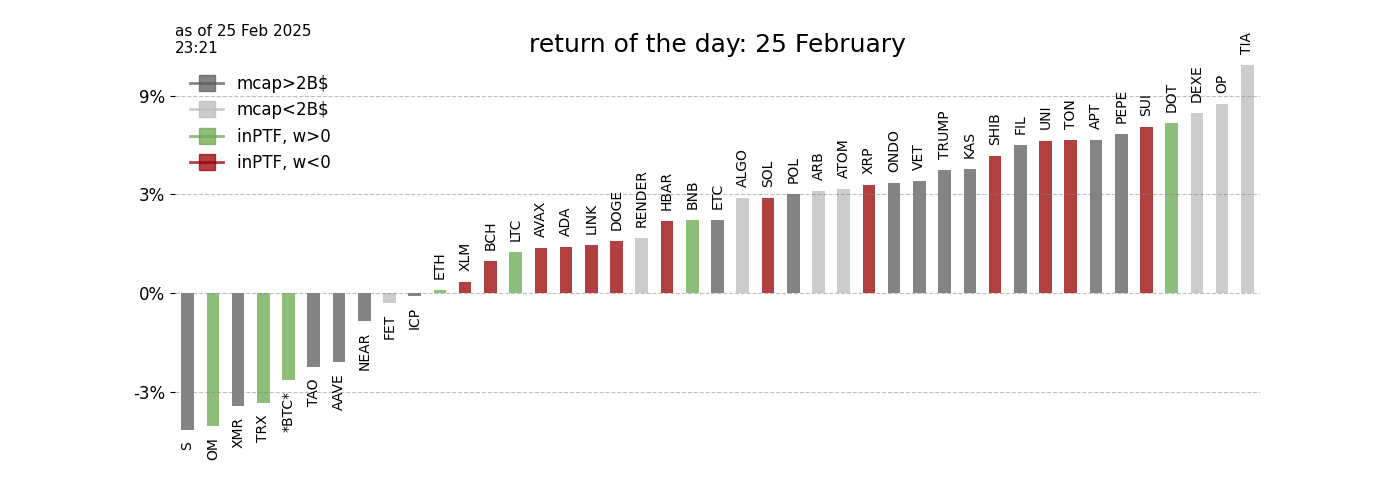 as of 25 Feb 2025
23:21
return of the day: 25 February
mcap>2B$
mcap<2B$
inPTF, w>0
inPTF, w<0
9%
3%
0%
-3%
S
OM
XMR
TRX
*BTC*
TAO
AAVE
NEAR
FET
ICP
ETH
XLM
BCH
LTC
AVAX
ADA
LINK
DOGE
RENDER
HBAR
BNB
ETC
ALGO
SOL
POL
ARB
ATOM
XRP
ONDO
VET
TRUMP
KAS
SHIB
FIL
UNI
TON
APT
PEPE
SUI
DOT
DEXE
OP
TIA